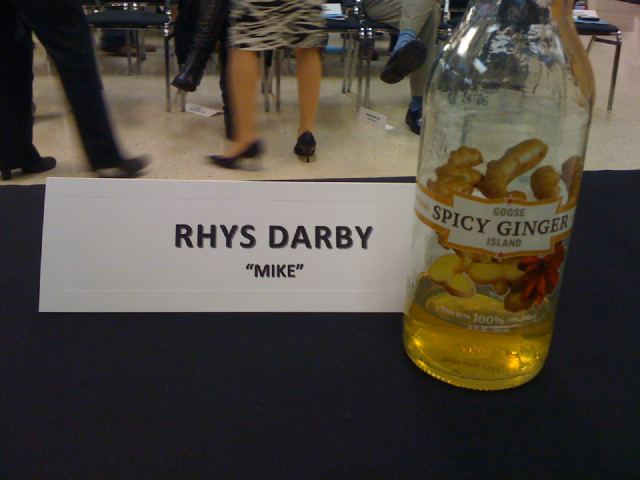 RHYS DARBY
"MIKE"
GOOSE
SPICY GINGER
ISLAND
100%